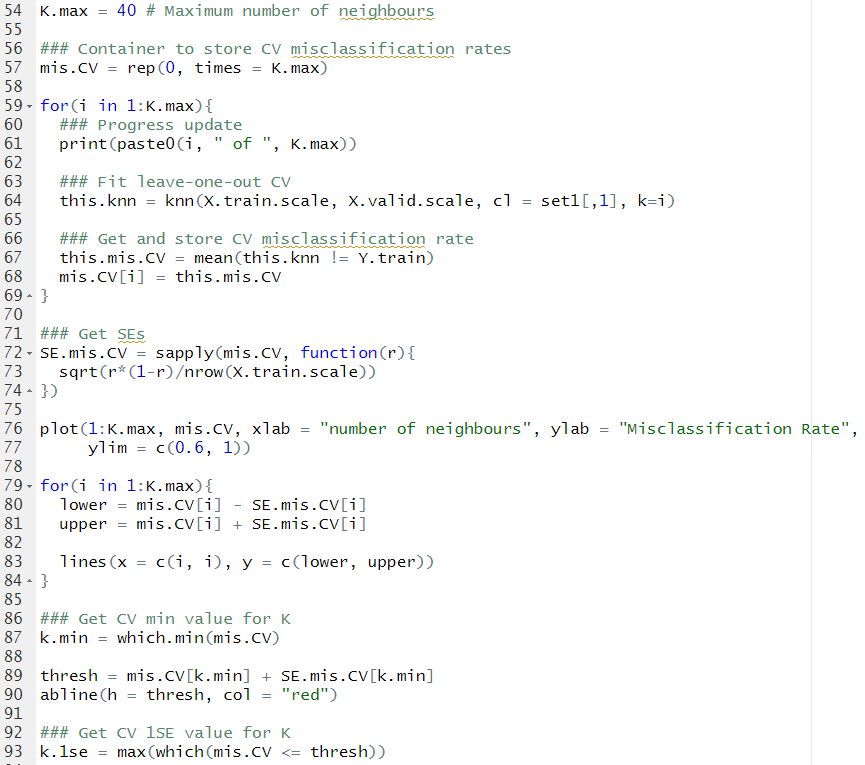 54 K.max = 40 # Maximum number of neighbours
55
56 ### Container to store CV misclassification rates
57 mis.CV = rep(0, times = K.max)
58
59 for(i in 1:K.max){
60 ### Progress update
61 print(paste0(i, " of ", K.max))
62
63 ### Fit leave-one-out CV
64 this.knn = knn(X.train.scale, X.valid.scale, cl = set1[,1], k=i)
65
66 ### Get and store CV misclassification rate
67 this.mis.CV = mean(this.knn != Y.train)
68 mis.CV[i] = this.mis.CV
69 }
70
71 ### Get SEs
72 SE.mis.CV = sapply(mis.CV, function(r){
73 sqrt(r*(1-r)/nrow(X.train.scale))
74 })
75
76 plot(1:K.max, mis.CV, xlab = "number of neighbours", ylab = "Misclassification Rate",
77 ylim = c(0.6, 1))
78
79 for(i in 1:K.max){
80 lower = mis.CV[i] - SE.mis.CV[i]
81 upper = mis.CV[i] + SE.mis.CV[i]
82
83 lines(x = c(i, i), y = c(lower, upper))
84 }
85
86 ### Get CV min value for K
87 k.min = which.min(mis.CV)
88
89 thresh = mis.CV[k.min] + SE.mis.CV[k.min]
90 abline(h = thresh, col = "red")
91
92 ### Get CV 1SE value for K
93 k.1se = max(which(mis.CV <= thresh))